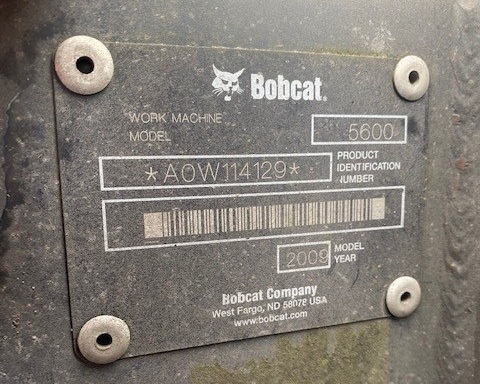 Bobcat®
WORK MACHINE
MODEL
5600
*A0W114129*
PRODUCT
IDENTIFICATION
NUMBER
2009
MODEL
YEAR
Bobcat Company
West Fargo, ND 58078 USA
www.bobcat.com